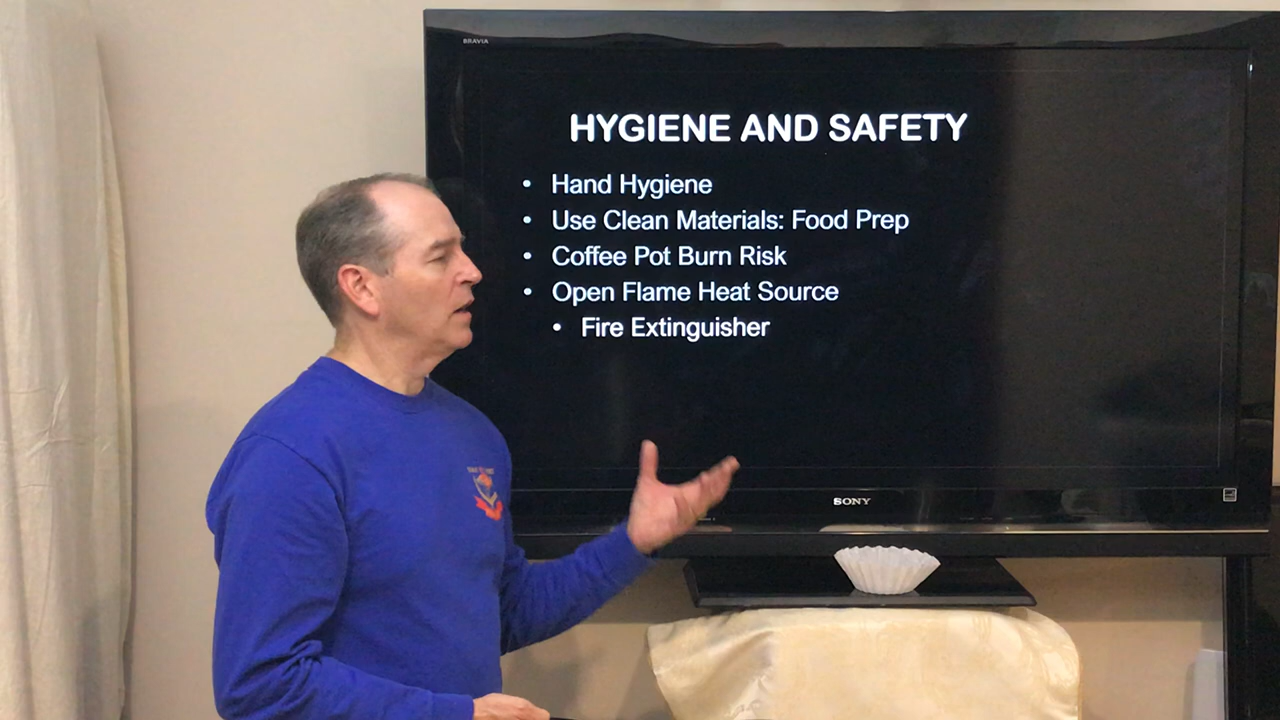 BRAVIA
HYGIENE AND SAFETY
• Hand Hygiene
• Use Clean Materials: Food Prep
• Coffee Pot Burn Risk
• Open Flame Heat Source
• Fire Extinguisher
SONY